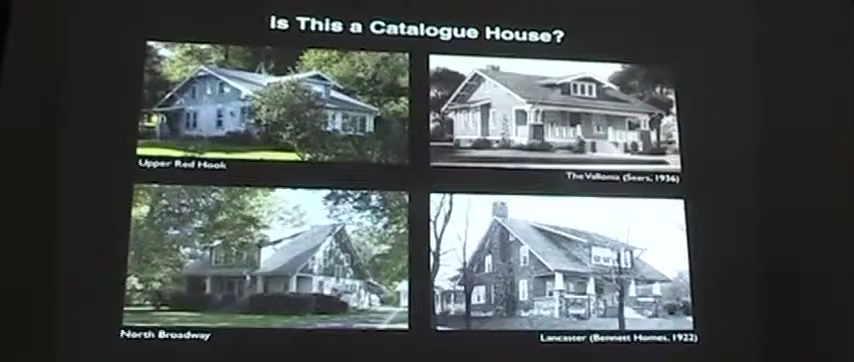 Is This a Catalogue House?
Upper Red Hook
The Vallonia (Sears, 1936)
North Broadway
Lancaster (Bennett Homes, 1922)